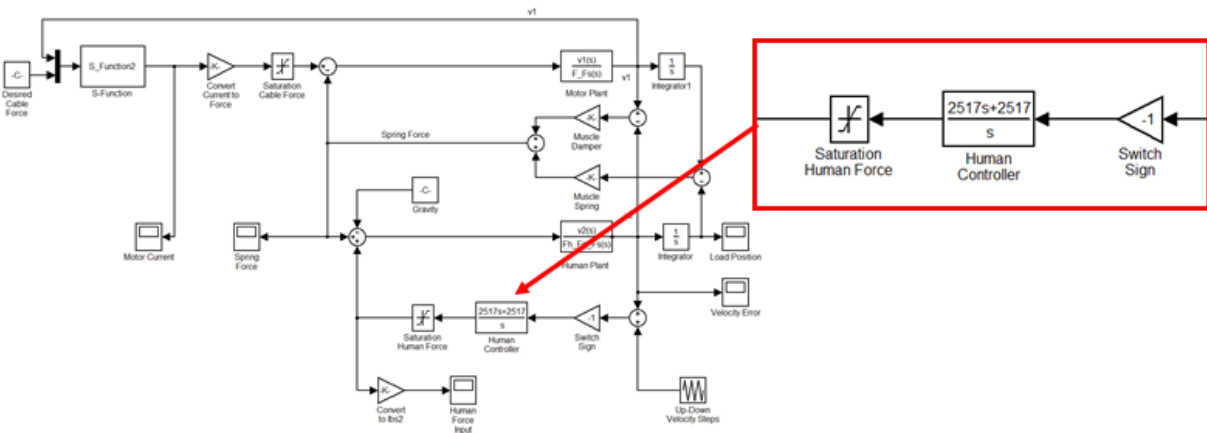 v1
-C-
Desired
Cable
Force
S_Function2
S-Function
-K-
Convert
Current to
Force
Saturation
Cable Force
v1(s)
F_Fs(s)
Motor Plant
v1
1
s
Integrator1
Spring Force
-K-
Muscle
Damper
-K-
Muscle
Spring
-C-
Gravity
Motor Current
Spring
Force
v2(s)
Fh_Fg_Fs(s)
Human Plant
1
s
Integrator
Load Position
Velocity Error
Saturation
Human Force
2517s+2517
s
Human
Controller
-1
Switch
Sign
-K-
Convert
to lbs2
Human
Force
Input
Up-Down
Velocity Steps
Saturation
Human Force
2517s+2517
s
Human
Controller
-1
Switch
Sign